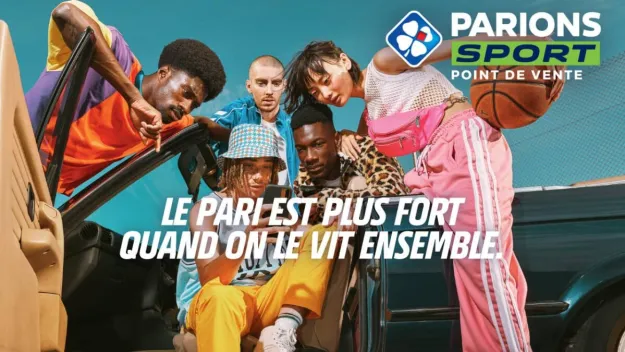 PARIONS
SPORT
POINT DE VENTE
LE PARI EST PLUS FORT
QUAND ON LE VIT ENSEMBLE.